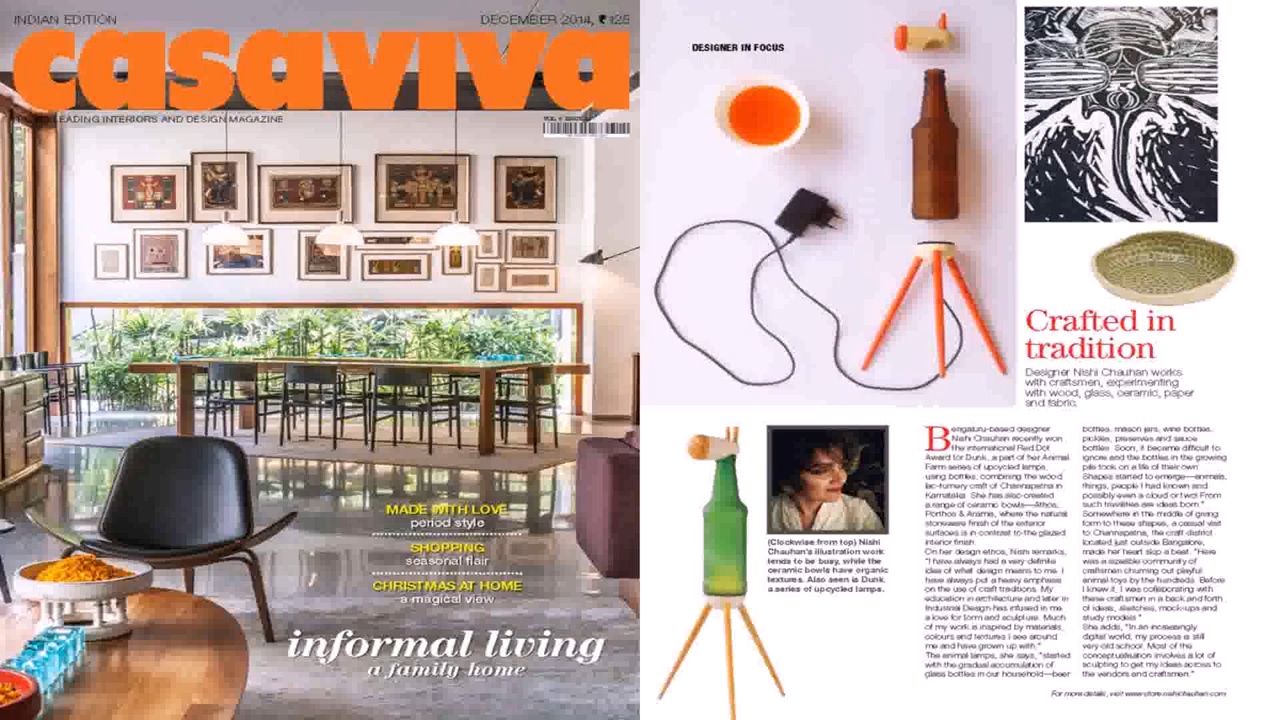 INDIAN EDITION
DECEMBER 2014, ₹125
casaviva
LEADING INTERIORS AND DESIGN MAGAZINE
MADE WITH LOVE
period style
SHOPPING
seasonal flair
CHRISTMAS AT HOME
a magical view
informal living
a family home
DESIGNER IN FOCUS
Crafted in
tradition
Designer Nishi Chauhan works
with craftsmen, experimenting
with wood, glass, ceramic, paper
and fabric.
(Clockwise from top) Nishi
Chauhan's illustration work
tends to be busy, while the
ceramic bowls have organic
textures. Also seen is Dunk,
a series of upcycled lamps.
Bengaluru-based designer
Nishi Chauhan recently won
the international Red Dot
Award for Dunk, a part of her Animal
Farm series of upcycled lamps,
using bottles, combining the wood
lac-turnery craft of Channapatna in
Karnataka. She has also created
a range of ceramic bowls—Athos,
Porthos & Aramis, where the natural
stoneware finish of the exterior
surfaces is in contrast to the glazed
interior finish.
On her design ethos, Nishi remarks,
"I have always had a very definite
idea of what design means to me. I
have always put a heavy emphasis
on the use of craft traditions. My
education in architecture and later in
Industrial Design has infused in me
a love for form and sculpture. Much
of my work is inspired by materials,
colours and textures I see around
me and have grown up with."
The animal lamps, she says, "started
with the gradual accumulation of
glass bottles in our household—beer
bottles, mason jars, wine bottles,
pickles, preserves and sauce
bottles. Soon, it became difficult to
ignore and the bottles in the growing
pile took on a life of their own.
Shapes started to emerge—animals,
things, people I had known and
possibly even a cloud or two! From
such frivolities are ideas born."
Somewhere in the middle of giving
form to these shapes, a casual visit
to Channapatna, the craft district
located just outside Bangalore,
made her heart skip a beat. "Here
was a sizeable community of
craftsmen churning out playful
animal toys by the hundreds. Before
I knew it, I was collaborating with
these craftsmen in a back and forth
of ideas, sketches, mock-ups and
study models."
She adds, "In an increasingly
digital world, my process is still
very old school. Most of the
conceptualisation involves a lot of
sculpting to get my ideas across to
the vendors and craftsmen."
For more details, visit www.store.nishichauhan.com